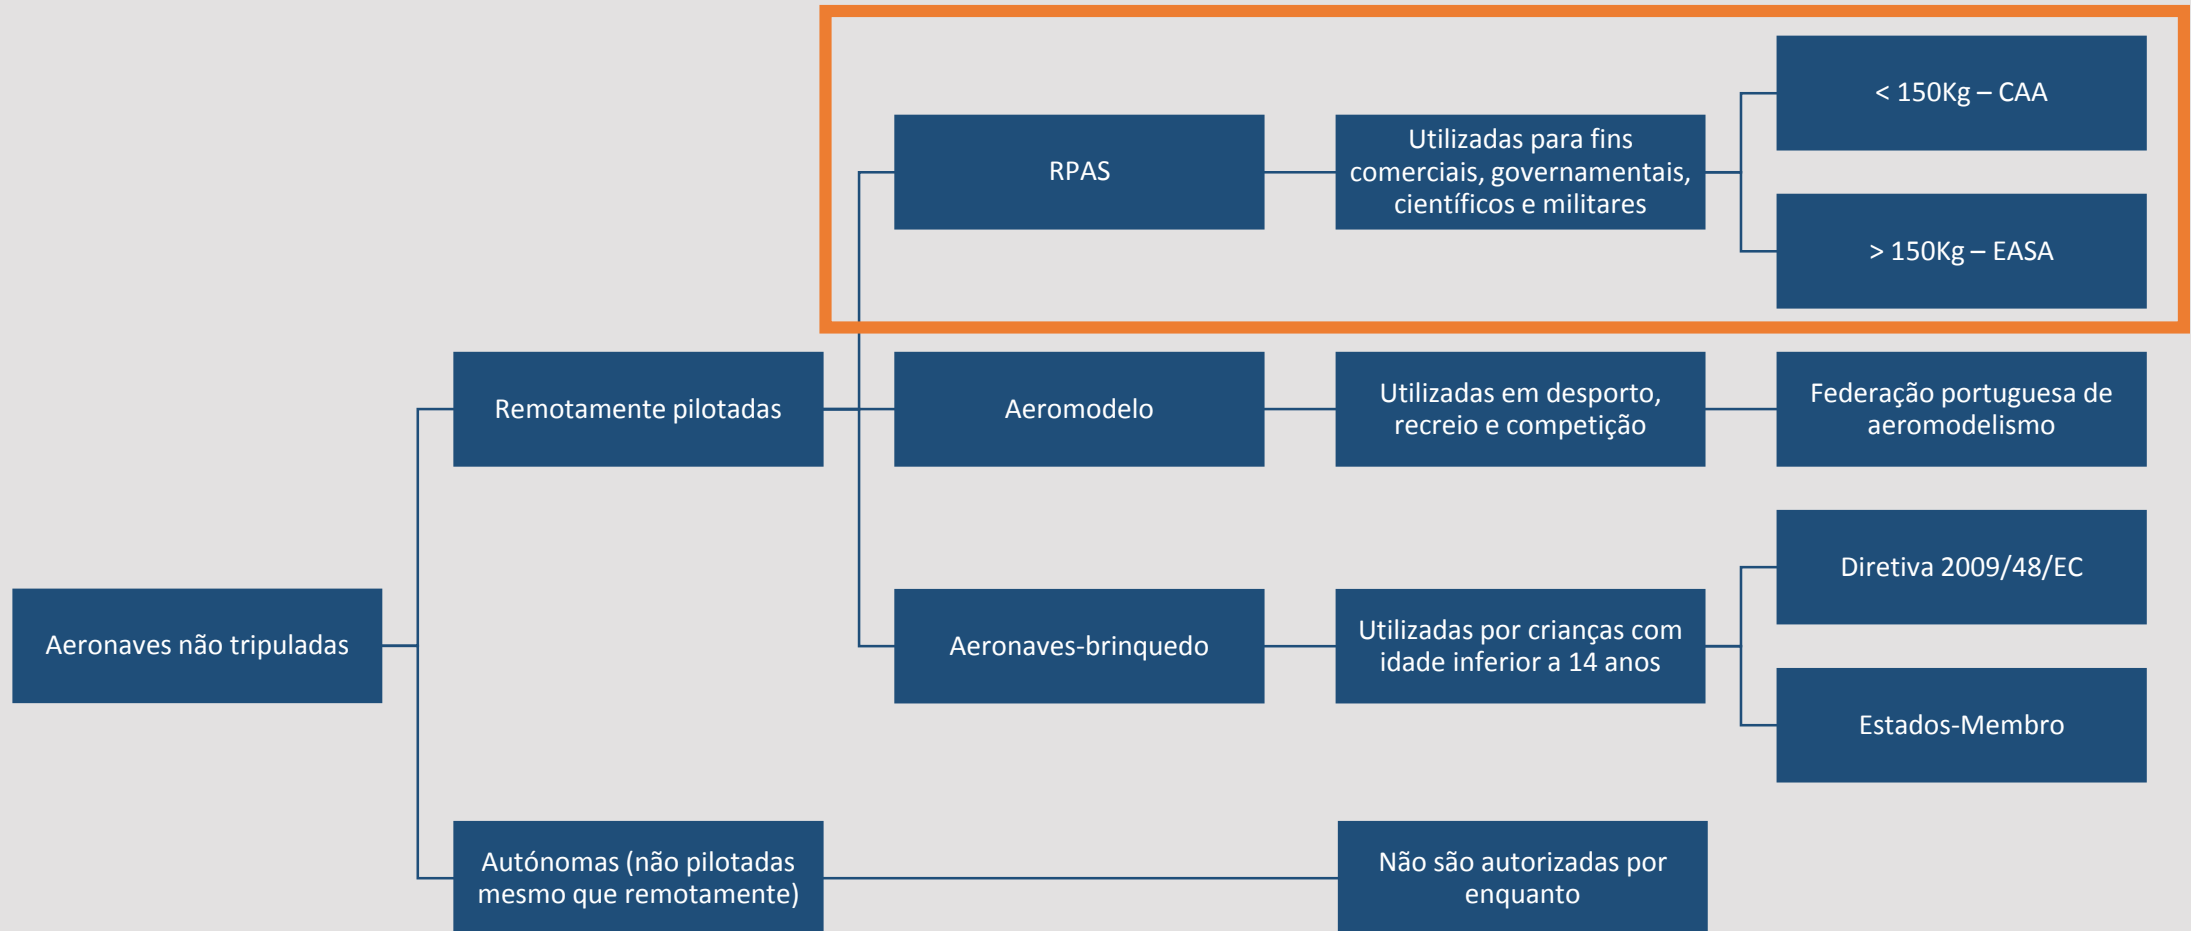 Aeronaves não tripuladas
Remotamente pilotadas
RPAS
Utilizadas para fins
comerciais, governamentais,
científicos e militares
< 150Kg – CAA
> 150Kg – EASA
Aeromodelo
Utilizadas em desporto,
recreio e competição
Federação portuguesa de
aeromodelismo
Aeronaves-brinquedo
Utilizadas por crianças com
idade inferior a 14 anos
Diretiva 2009/48/EC
Estados-Membro
Autónomas (não pilotadas
mesmo que remotamente)
Não são autorizadas por
enquanto